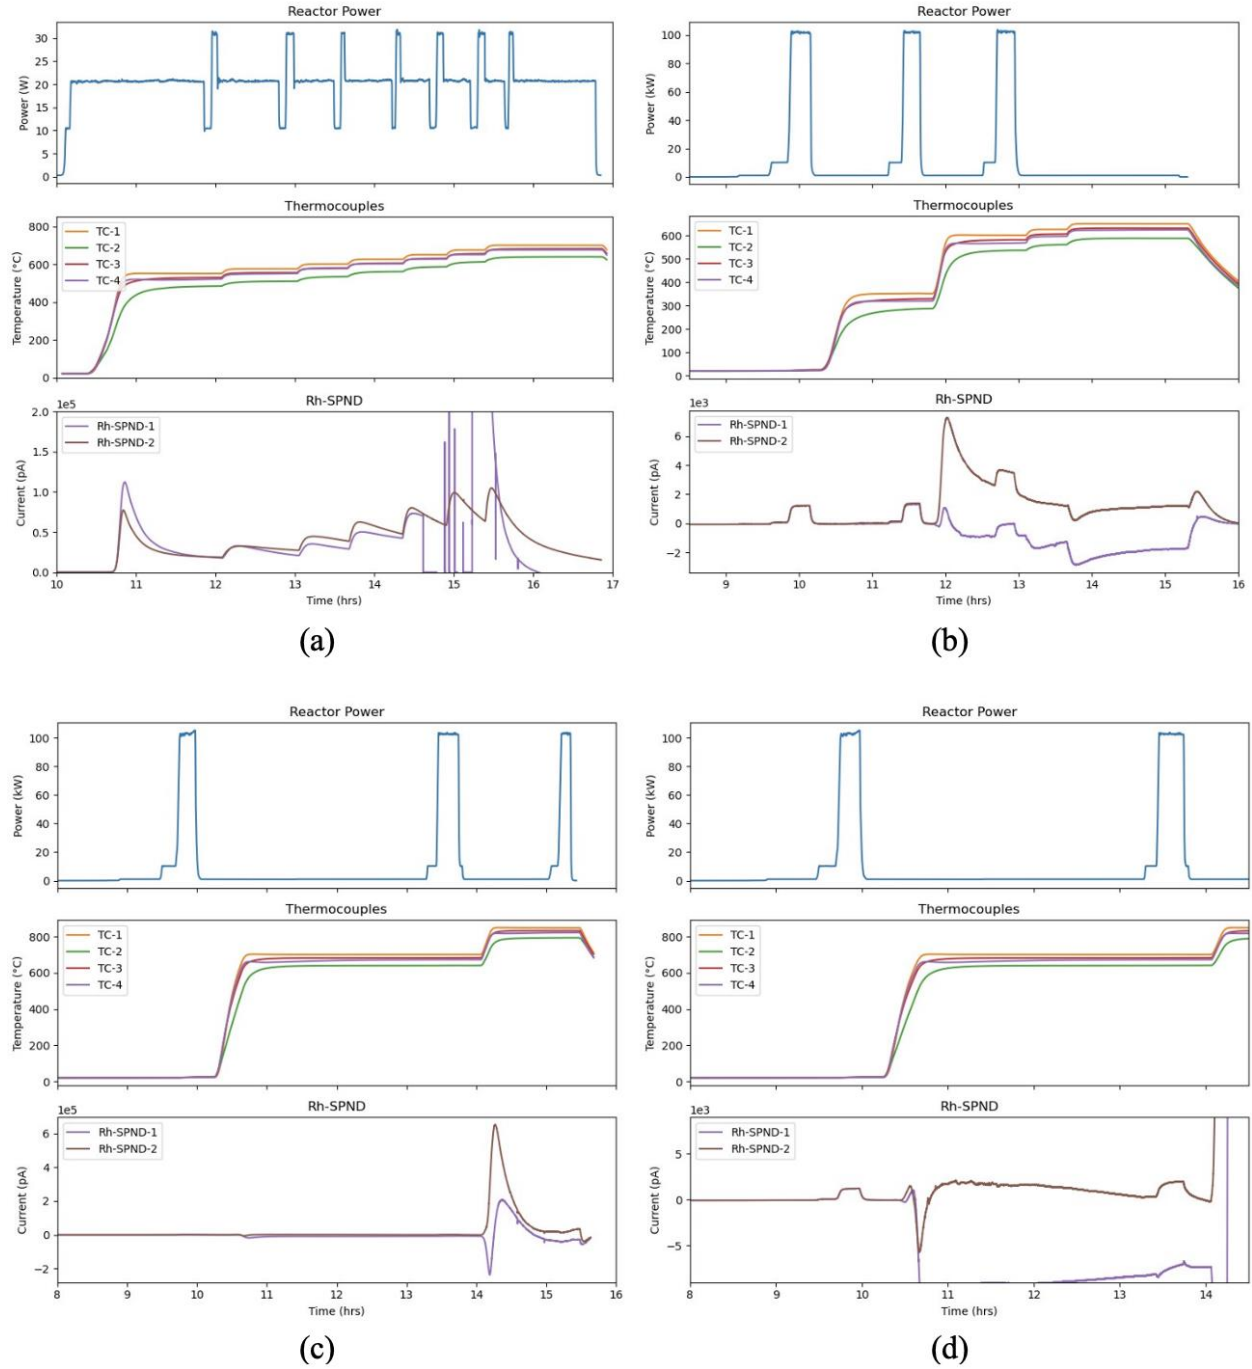 Reactor Power
Power (W)
30
25
20
15
10
5
0
Thermocouples
Temperature (°C)
800
600
400
200
0
TC-1
TC-2
TC-3
TC-4
Rh-SPND
1e5
Current (pA)
2.0
1.5
1.0
0.5
0.0
Rh-SPND-1
Rh-SPND-2
10 11 12 13 14 15 16 17
Time (hrs)
(a)
Reactor Power
Power (kW)
100
80
60
40
20
0
Thermocouples
Temperature (°C)
600
500
400
300
200
100
0
TC-1
TC-2
TC-3
TC-4
Rh-SPND
1e3
Current (pA)
6
4
2
0
−2
Rh-SPND-1
Rh-SPND-2
9 10 11 12 13 14 15 16
Time (hrs)
(b)
Reactor Power
Power (kW)
100
80
60
40
20
0
Thermocouples
Temperature (°C)
800
600
400
200
0
TC-1
TC-2
TC-3
TC-4
Rh-SPND
1e5
Current (pA)
6
4
2
0
−2
Rh-SPND-1
Rh-SPND-2
8 9 10 11 12 13 14 15 16
Time (hrs)
(c)
Reactor Power
Power (kW)
100
80
60
40
20
0
Thermocouples
Temperature (°C)
800
600
400
200
0
TC-1
TC-2
TC-3
TC-4
Rh-SPND
1e3
Current (pA)
5
0
−5
Rh-SPND-1
Rh-SPND-2
8 9 10 11 12 13 14
Time (hrs)
(d)